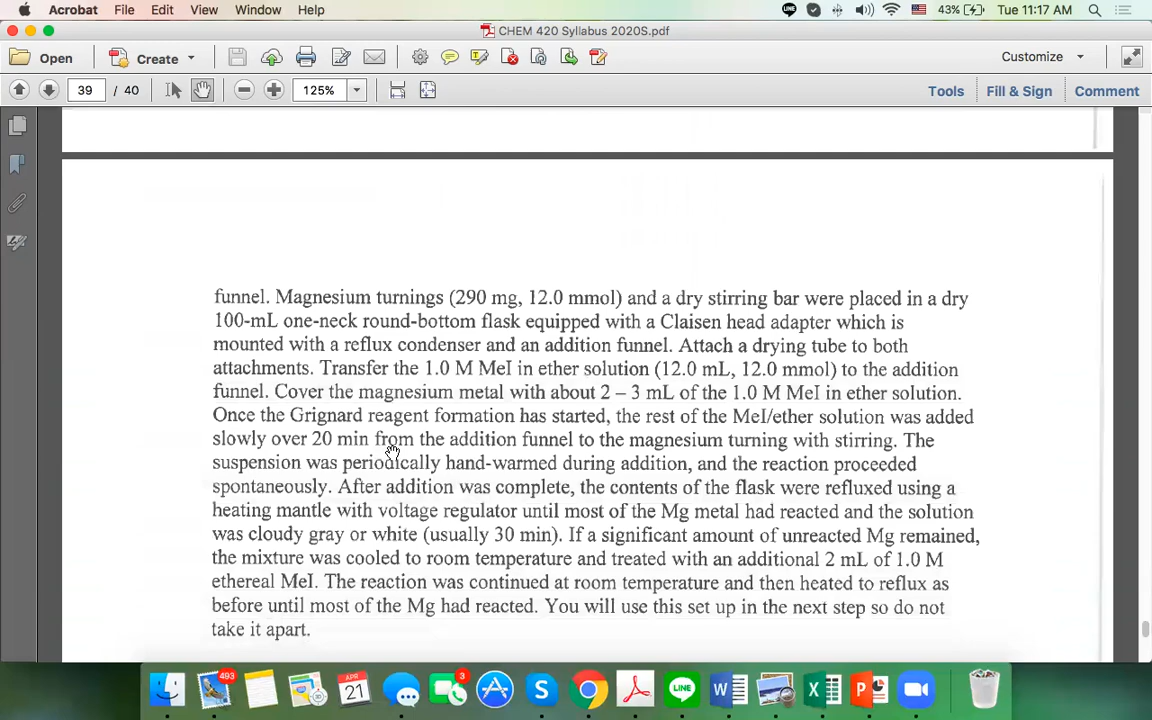 Acrobat File Edit View Window Help 43% Tue 11:17 AM
CHEM 420 Syllabus 2020S.pdf
Open Create Customize
39 / 40 125% Tools Fill & Sign Comment
funnel. Magnesium turnings (290 mg, 12.0 mmol) and a dry stirring bar were placed in a dry
100-mL one-neck round-bottom flask equipped with a Claisen head adapter which is
mounted with a reflux condenser and an addition funnel. Attach a drying tube to both
attachments. Transfer the 1.0 M MeI in ether solution (12.0 mL, 12.0 mmol) to the addition
funnel. Cover the magnesium metal with about 2 – 3 mL of the 1.0 M MeI in ether solution.
Once the Grignard reagent formation has started, the rest of the MeI/ether solution was added
slowly over 20 min from the addition funnel to the magnesium turning with stirring. The
suspension was periodically hand-warmed during addition, and the reaction proceeded
spontaneously. After addition was complete, the contents of the flask were refluxed using a
heating mantle with voltage regulator until most of the Mg metal had reacted and the solution
was cloudy gray or white (usually 30 min). If a significant amount of unreacted Mg remained,
the mixture was cooled to room temperature and treated with an additional 2 mL of 1.0 M
ethereal MeI. The reaction was continued at room temperature and then heated to reflux as
before until most of the Mg had reacted. You will use this set up in the next step so do not
take it apart.
493 APR 21 3 LINE W X P